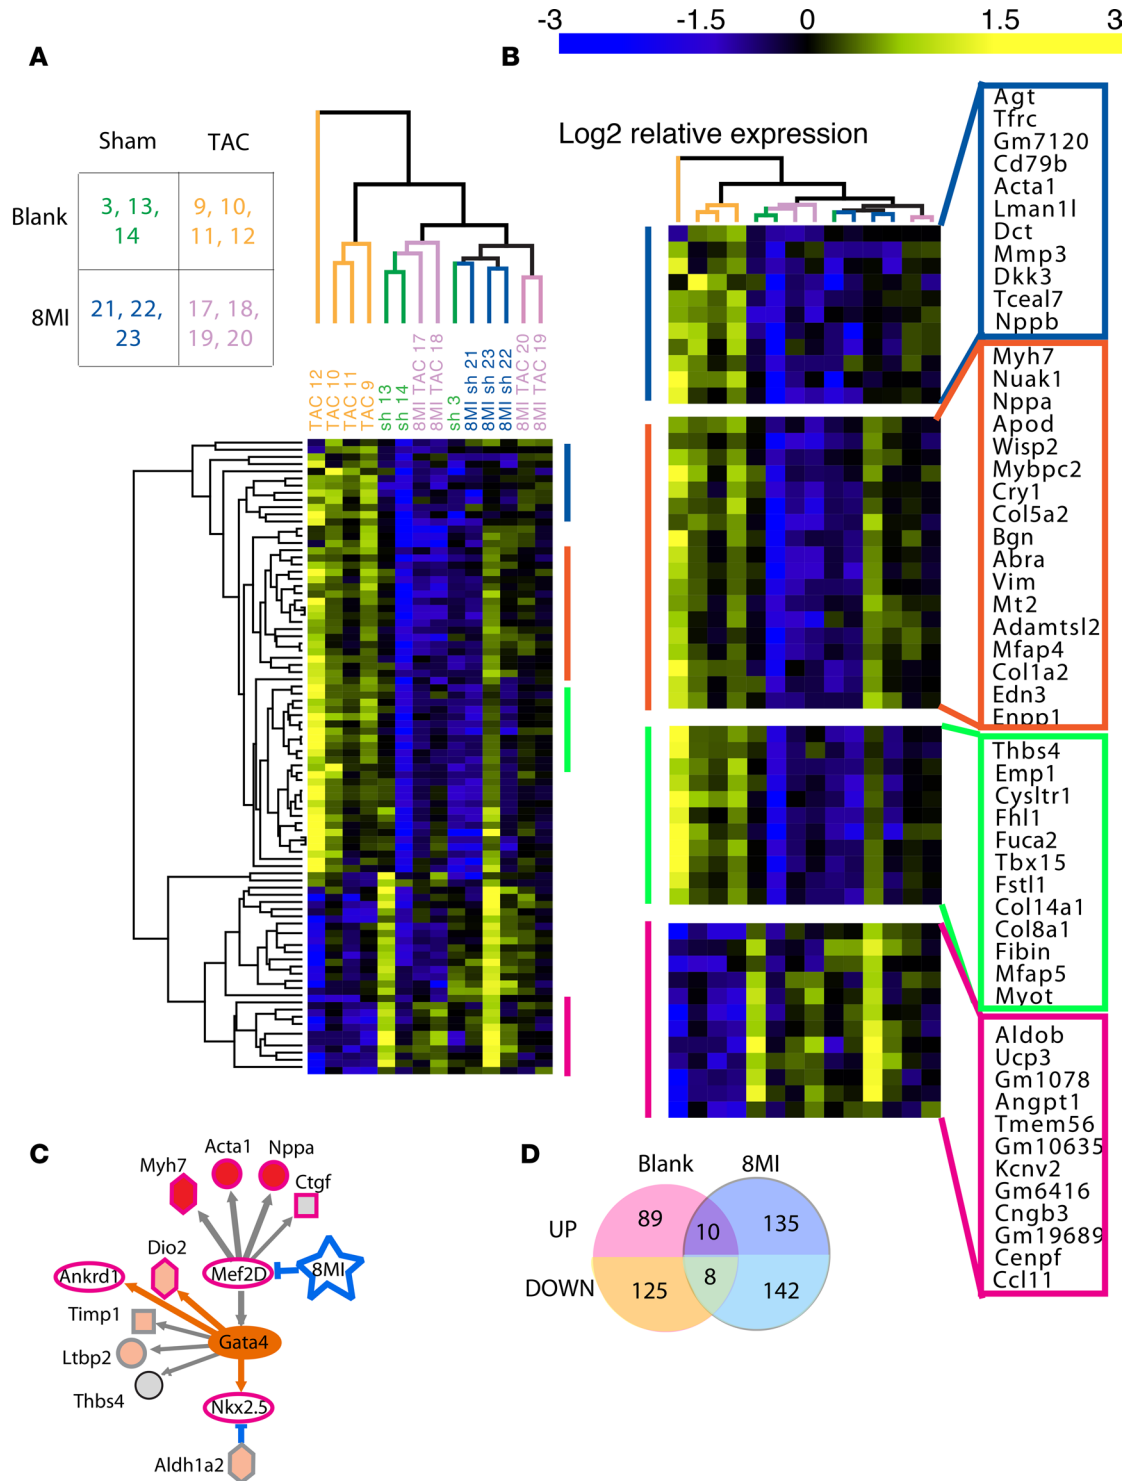 -3 -1.5 0 1.5 3
A
B
Log2 relative expression
Sham TAC
Blank
3, 13,
14
9, 10,
11, 12
8MI
21, 22,
23
17, 18,
19, 20
TAC 12
TAC 10
TAC 11
TAC 9
sh 13
sh 14
8MI TAC 17
8MI TAC 18
sh 3
8MI sh 21
8MI sh 23
8MI sh 22
8MI TAC 20
8MI TAC 19
Agt
Tfrc
Gm7120
Cd79b
Acta1
Lman1l
Dct
Mmp3
Dkk3
Tceal7
Nppb
Myh7
Nuak1
Nppa
Apod
Wisp2
Mybpc2
Cry1
Col5a2
Bgn
Abra
Vim
Mt2
Adamtsl2
Mfap4
Col1a2
Edn3
Enpp1
Thbs4
Emp1
Cysltr1
Fhl1
Fuca2
Tbx15
Fstl1
Col14a1
Col8a1
Fibin
Mfap5
Myot
Aldob
Ucp3
Gm1078
Angpt1
Tmem56
Gm10635
Kcnv2
Gm6416
Cngb3
Gm19689
Cenpf
Ccl11
C
Acta1
Nppa
Myh7
Ctgf
Dio2
Ankrd1
Mef2D
8MI
Timp1
Gata4
Ltbp2
Thbs4
Nkx2.5
Aldh1a2
D
Blank 8MI
UP
89 10 135
DOWN
125 8 142